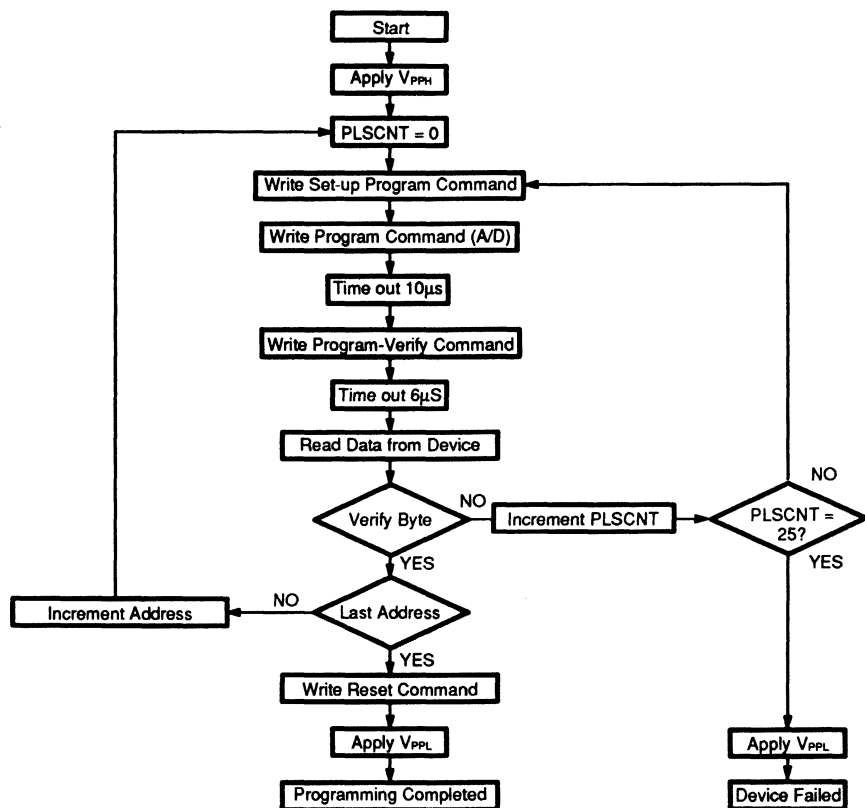 Start
Apply VPPH
PLSCNT = 0
Write Set-up Program Command
Write Program Command (A/D)
Time out 10μs
Write Program-Verify Command
Time out 6μS
Read Data from Device
Verify Byte
NO
Increment PLSCNT
PLSCNT =
25?
NO
YES
YES
Last Address
NO
Increment Address
YES
Write Reset Command
Apply VPPL
Programming Completed
Apply VPPL
Device Failed